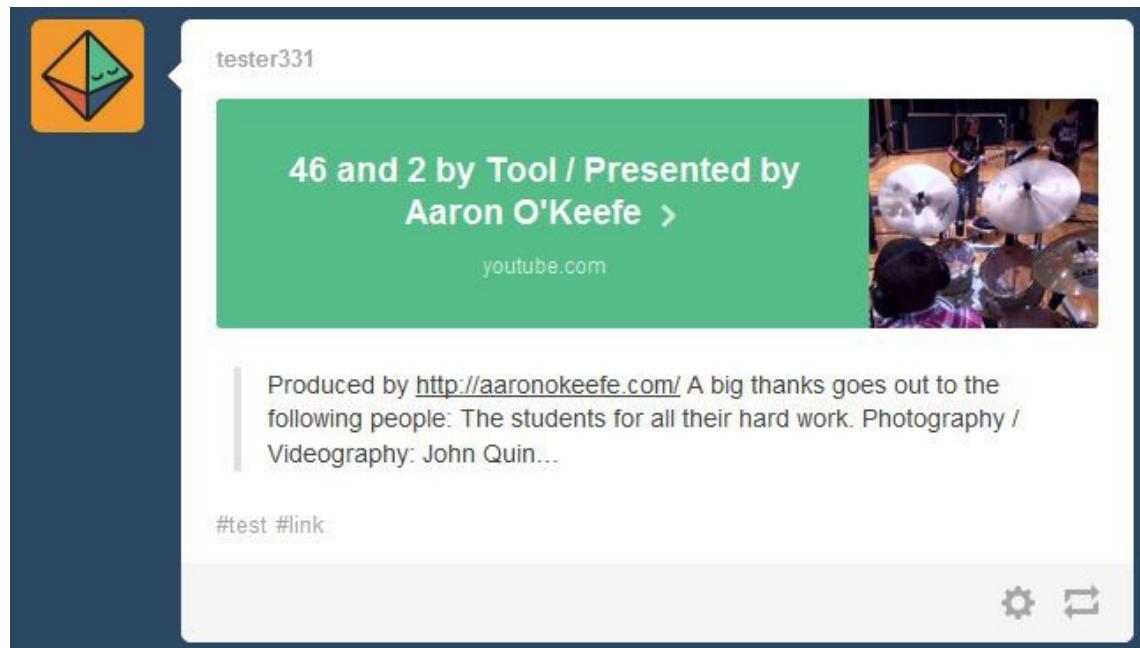 tester331
46 and 2 by Tool / Presented by
Aaron O'Keefe >
youtube.com
Produced by http://aaronokeefe.com/ A big thanks goes out to the
following people: The students for all their hard work. Photography /
Videography: John Quin…
#test #link